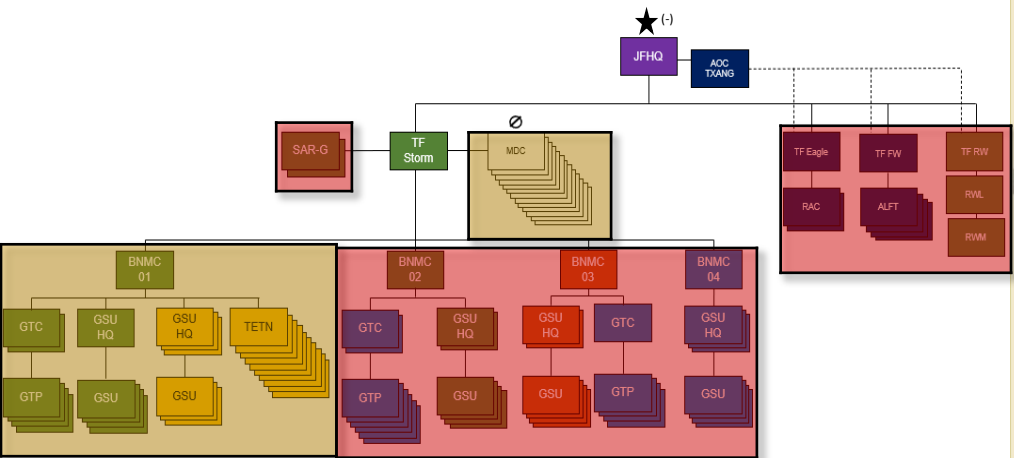 (-)
JFHQ
AOC
TXANG
SAR-G
TF
Storm
MDC
TF Eagle
TF FW
TF RW
RAC
ALFT
RWL
RWM
BNMC
01
BNMC
02
BNMC
03
BNMC
04
GTC
GSU
HQ
GSU
HQ
TETN
GTC
GSU
HQ
GSU
HQ
GTC
GSU
HQ
GTP
GSU
GSU
GTP
GSU
GSU
GTP
GSU